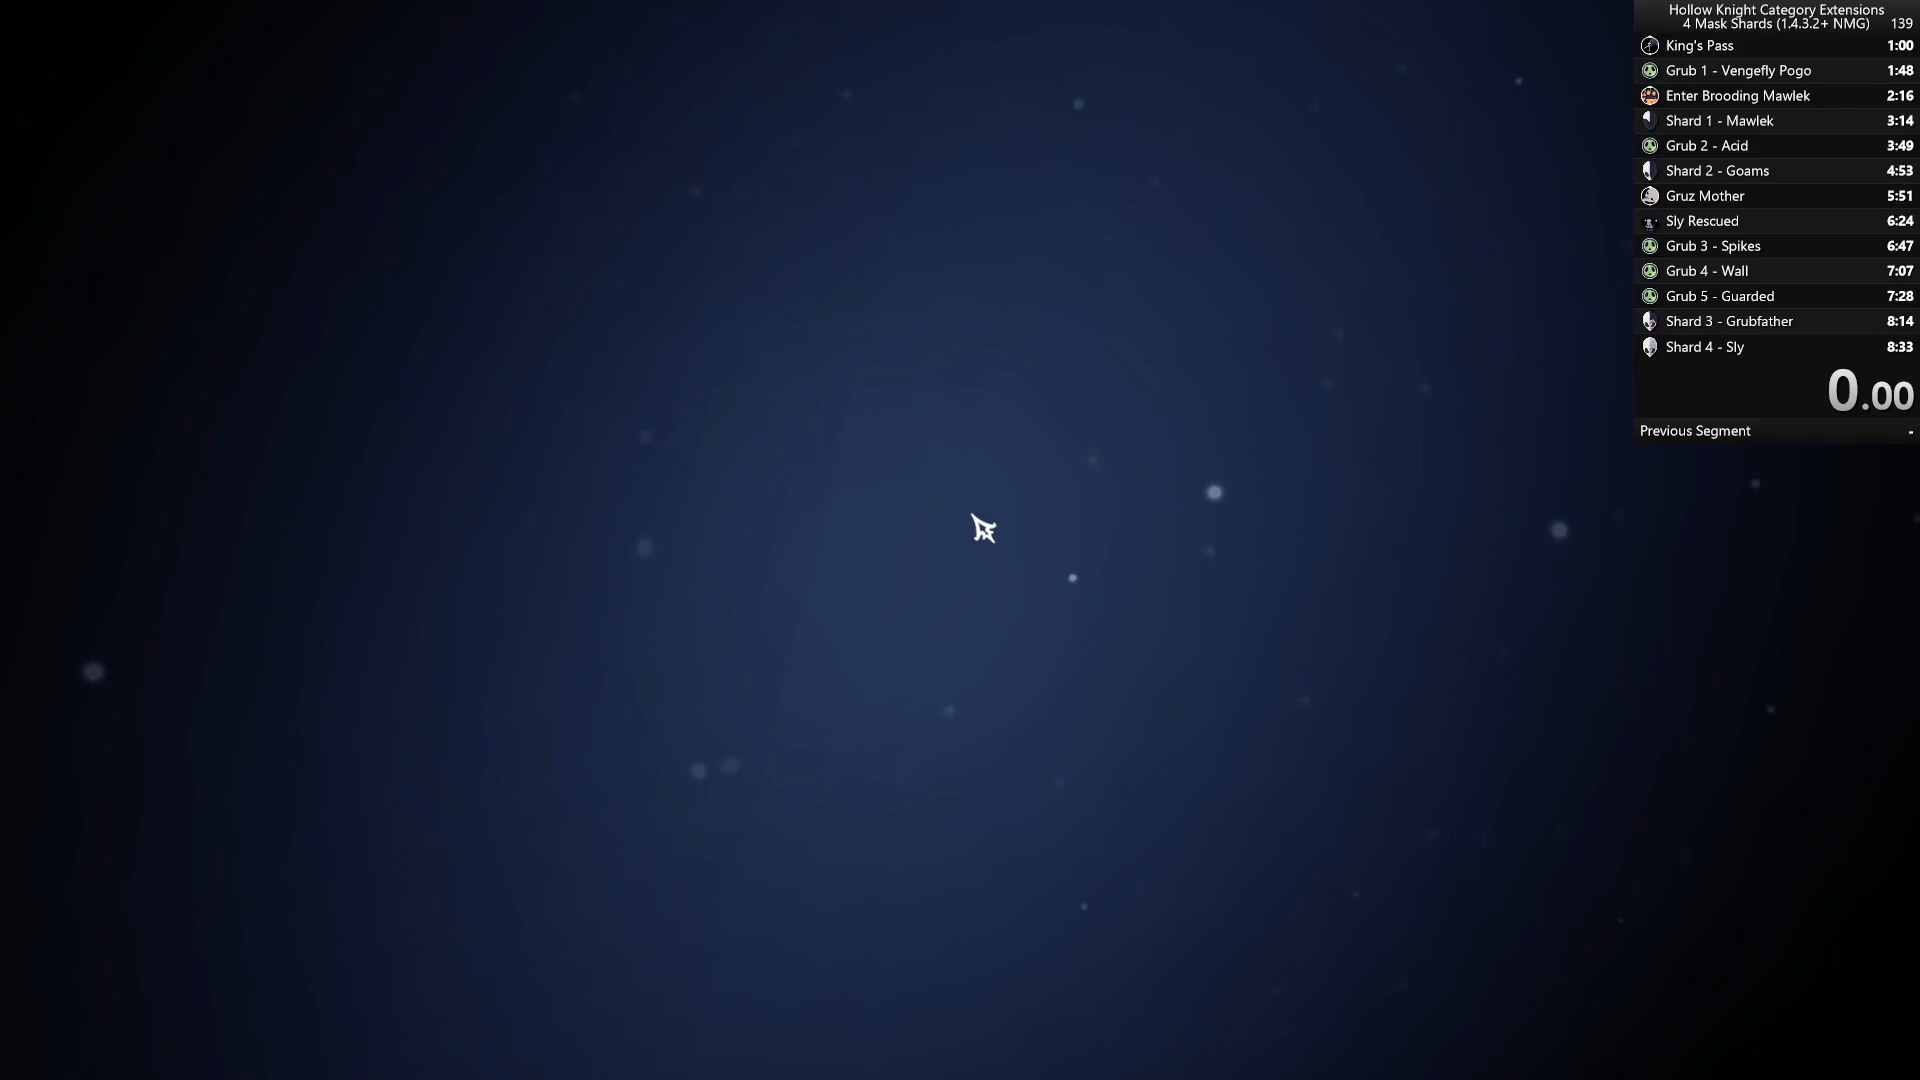 Hollow Knight Category Extensions
4 Mask Shards (1.4.3.2+ NMG) 139
King's Pass 1:00
Grub 1 - Vengefly Pogo 1:48
Enter Brooding Mawlek 2:16
Shard 1 - Mawlek 3:14
Grub 2 - Acid 3:49
Shard 2 - Goams 4:53
Gruz Mother 5:51
Sly Rescued 6:24
Grub 3 - Spikes 6:47
Grub 4 - Wall 7:07
Grub 5 - Guarded 7:28
Shard 3 - Grubfather 8:14
Shard 4 - Sly 8:33
0.00
Previous Segment -